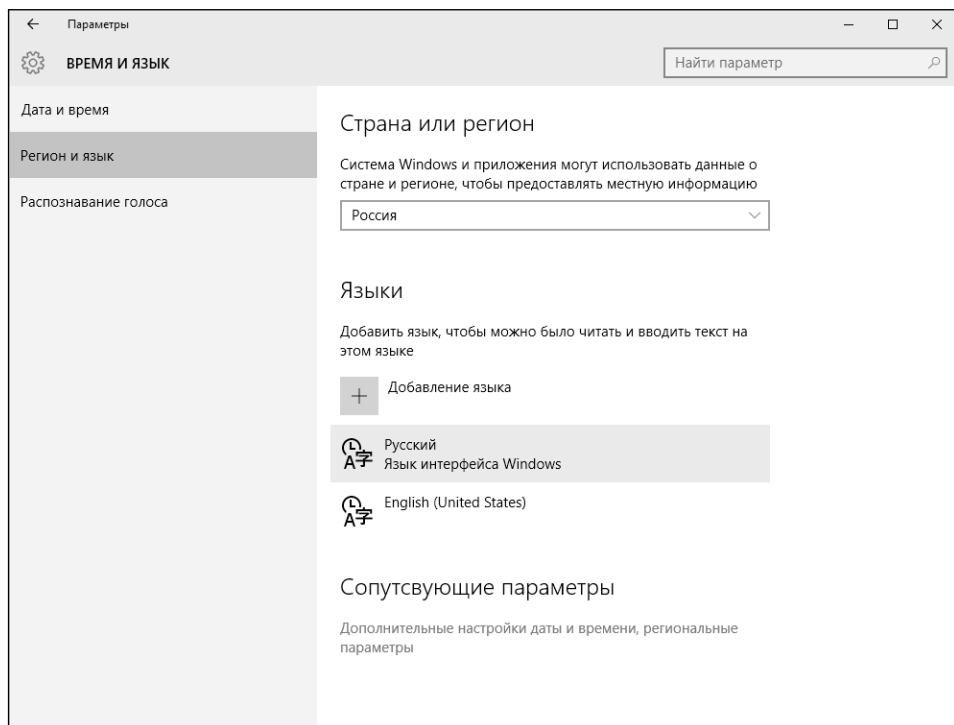 Параметры
ВРЕМЯ И ЯЗЫК
Найти параметр
Дата и время
Регион и язык
Распознавание голоса
Страна или регион
Система Windows и приложения могут использовать данные о
стране и регионе, чтобы предоставлять местную информацию
Россия
Языки
Добавить язык, чтобы можно было читать и вводить текст на
этом языке
Добавление языка
Русский
Язык интерфейса Windows
English (United States)
Сопутсвующие параметры
Дополнительные настройки даты и времени, региональные
параметры